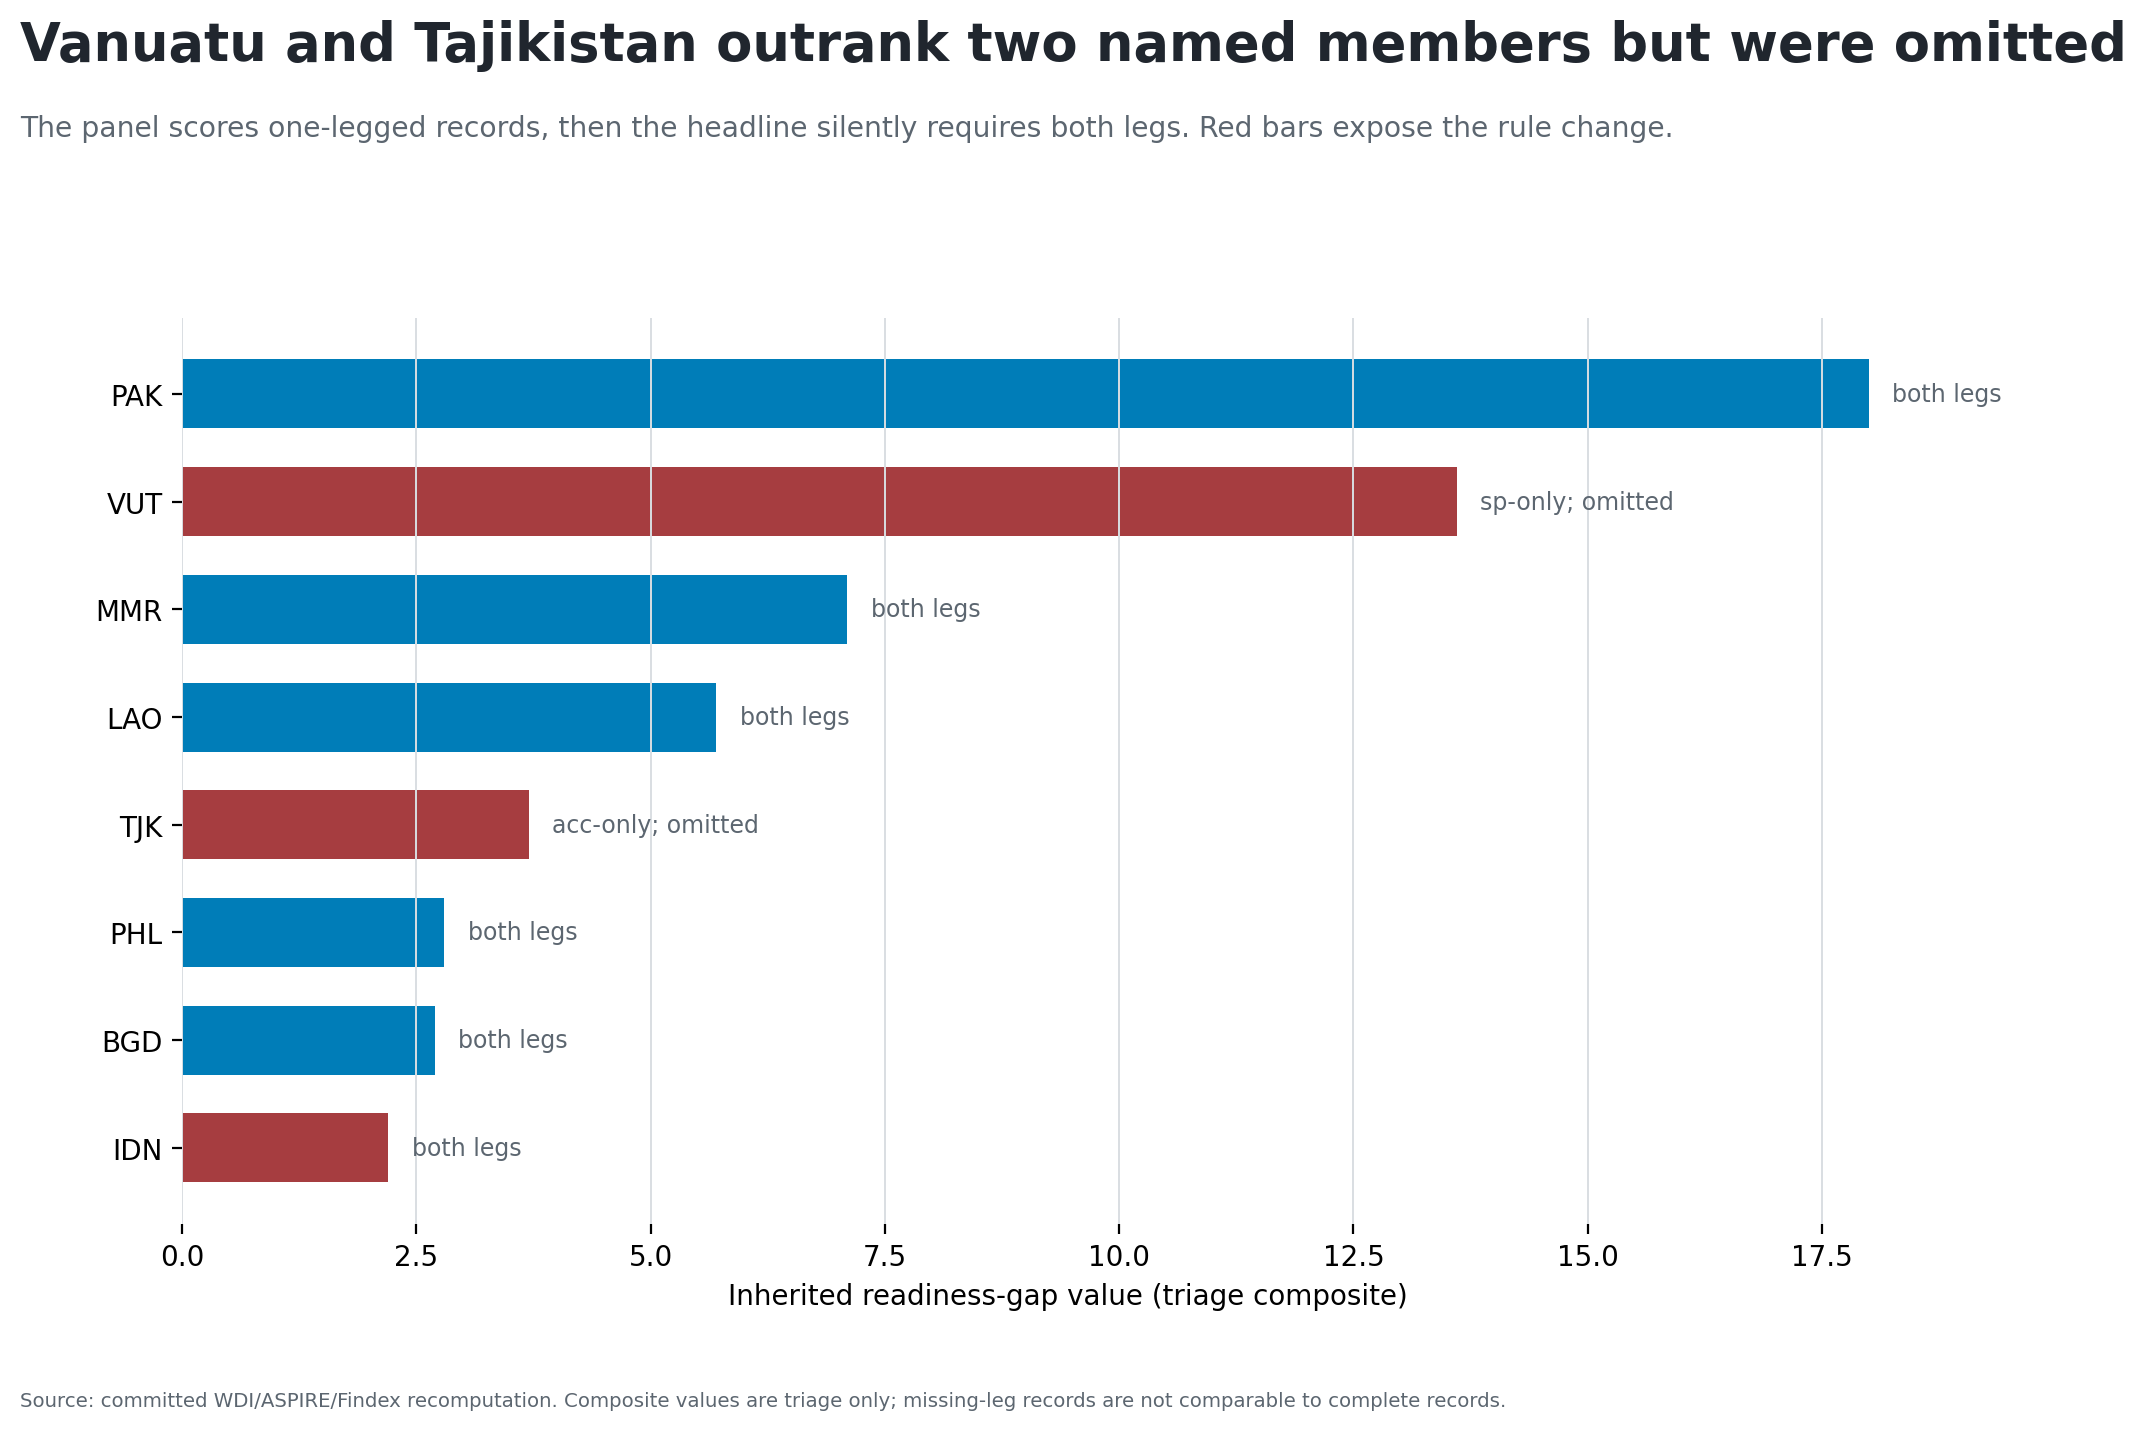 Vanuatu and Tajikistan outrank two named members but were omitted
The panel scores one-legged records, then the headline silently requires both legs. Red bars expose the rule change.
PAK
both legs
VUT
sp-only; omitted
MMR
both legs
LAO
both legs
TJK
acc-only; omitted
PHL
both legs
BGD
both legs
IDN
both legs
0.0 2.5 5.0 7.5 10.0 12.5 15.0 17.5
Inherited readiness-gap value (triage composite)
Source: committed WDI/ASPIRE/Findex recomputation. Composite values are triage only; missing-leg records are not comparable to complete records.